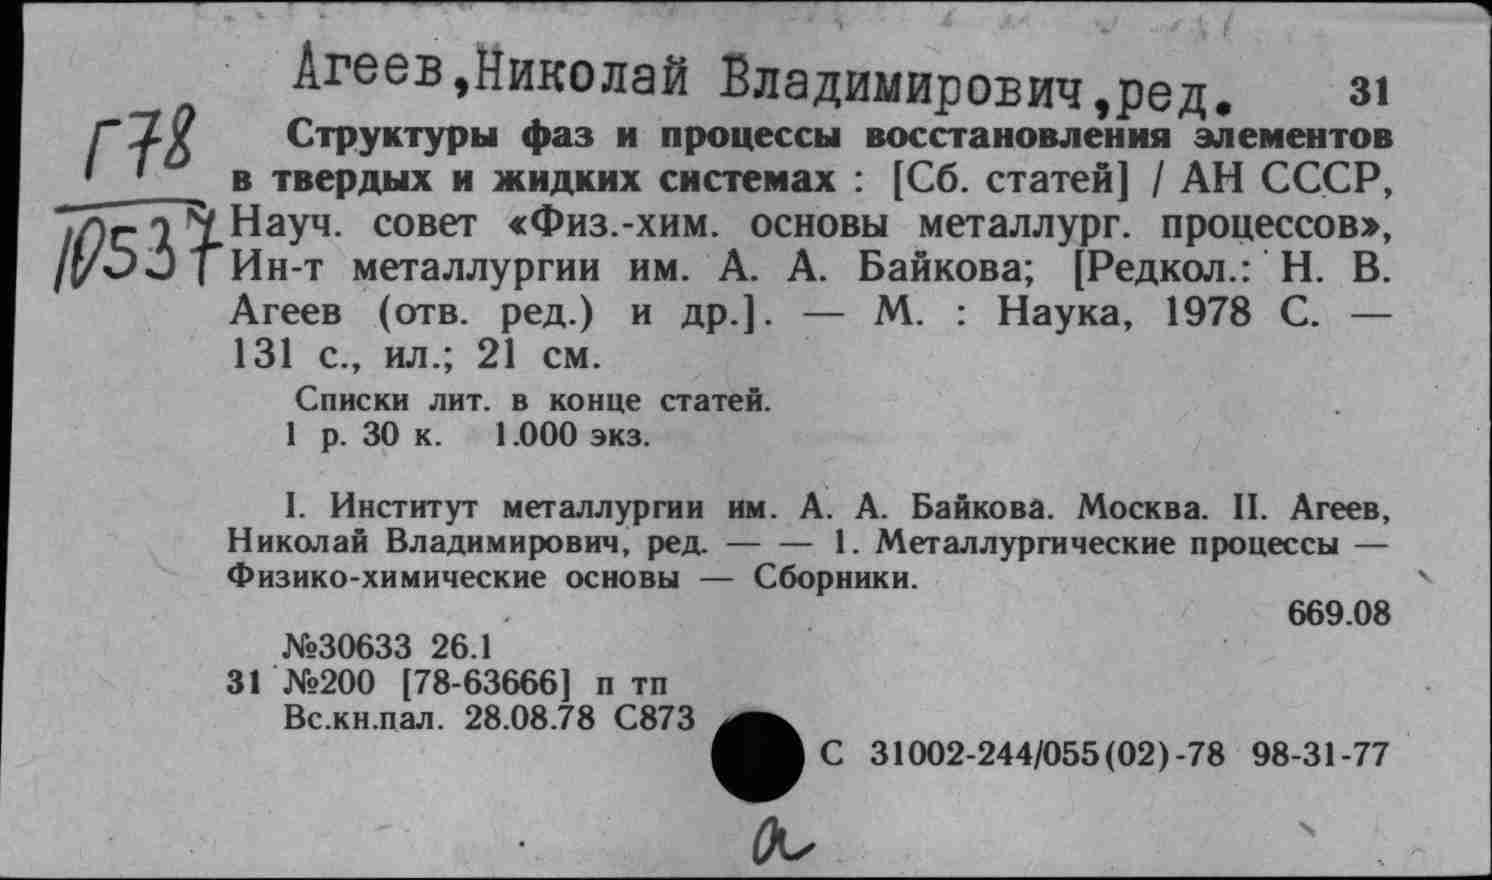 Агеев,Николай Владимирович,ред. 31
Г78
Структуры фаз и процессы восстановления элементов
в твердых и жидких системах : [Сб. статей] / АН СССР,
Науч. совет «Физ.-хим. основы металлург. процессов»,
10537
Ин-т металлургии им. А. А. Байкова; [Редкол.: Н. В.
Агеев (отв. ред.) и др.]. — М. : Наука, 1978 С. —
131 с., ил.; 21 см.
Списки лит. в конце статей.
1 р. 30 к. 1.000 экз.
I. Институт металлургии им. А. А. Байкова. Москва. II. Агеев,
Николай Владимирович, ред. — — 1. Металлургические процессы —
Физико-химические основы — Сборники.
669.08
№30633 26.1
31 №200 [78-63666] п тп
Вс.кн.пал. 28.08.78 С873
С 31002-244/055(02)-78 98-31-77